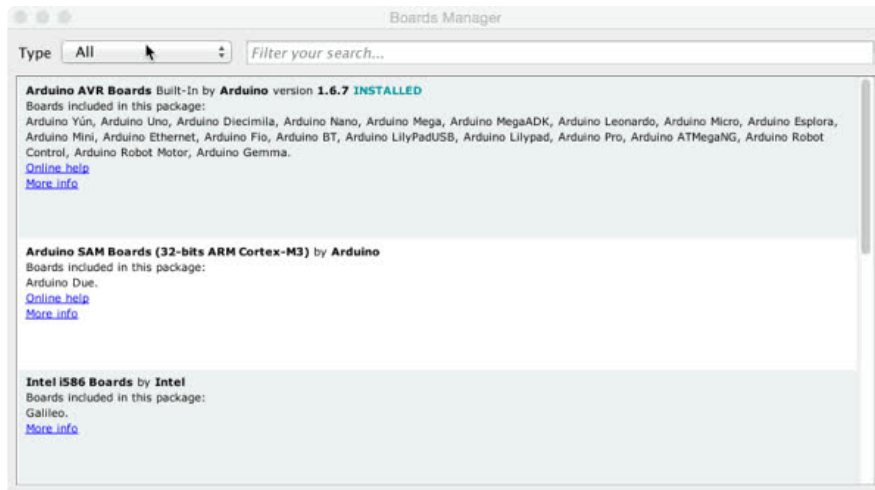 Boards Manager
Type All Filter your search...
Arduino AVR Boards Built-In by Arduino version 1.6.7 INSTALLED
Boards included in this package:
Arduino Yún, Arduino Uno, Arduino Diecimila, Arduino Nano, Arduino Mega, Arduino MegaADK, Arduino Leonardo, Arduino Micro, Arduino Esplora,
Arduino Mini, Arduino Ethernet, Arduino Fio, Arduino BT, Arduino LilyPadUSB, Arduino Lilypad, Arduino Pro, Arduino ATMegaNG, Arduino Robot
Control, Arduino Robot Motor, Arduino Gemma.
Online help
More info
Arduino SAM Boards (32-bits ARM Cortex-M3) by Arduino
Boards included in this package:
Arduino Due.
Online help
More info
Intel i586 Boards by Intel
Boards included in this package:
Galileo.
More info